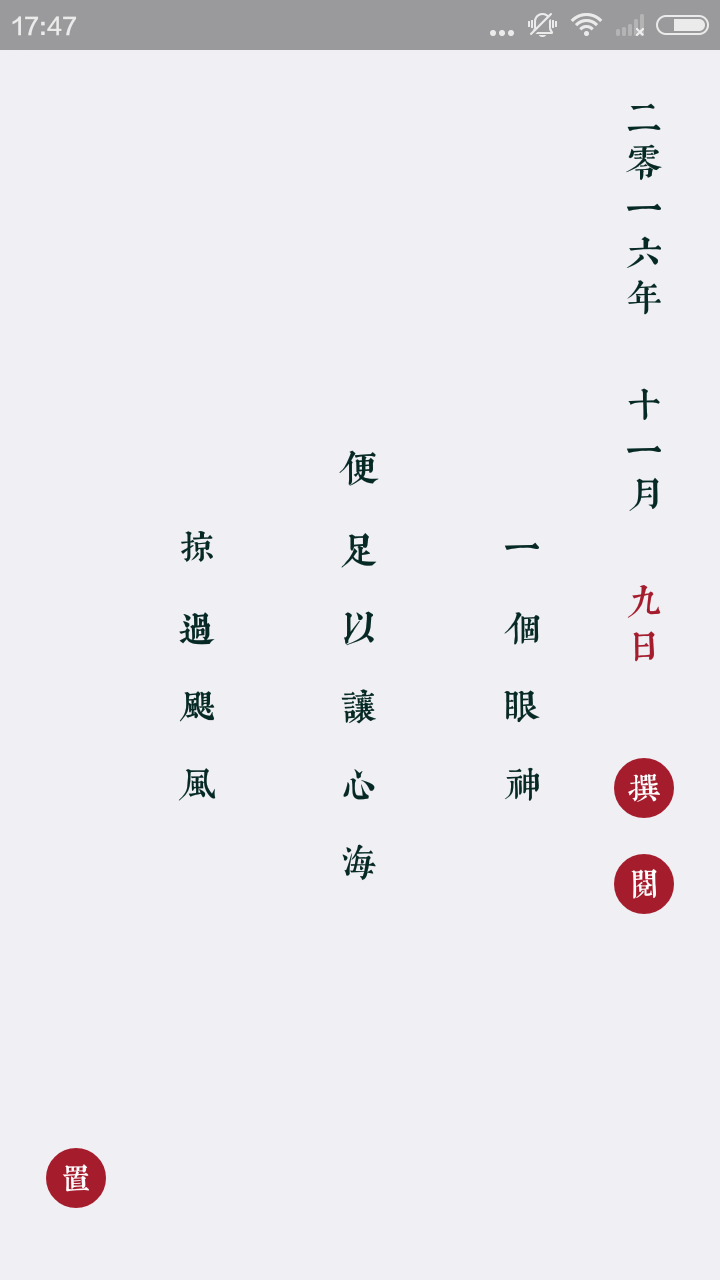 17:47
二零一六年 十一月 九日
撰
閱
一個眼神
便足以讓心海
掠過颶風
置